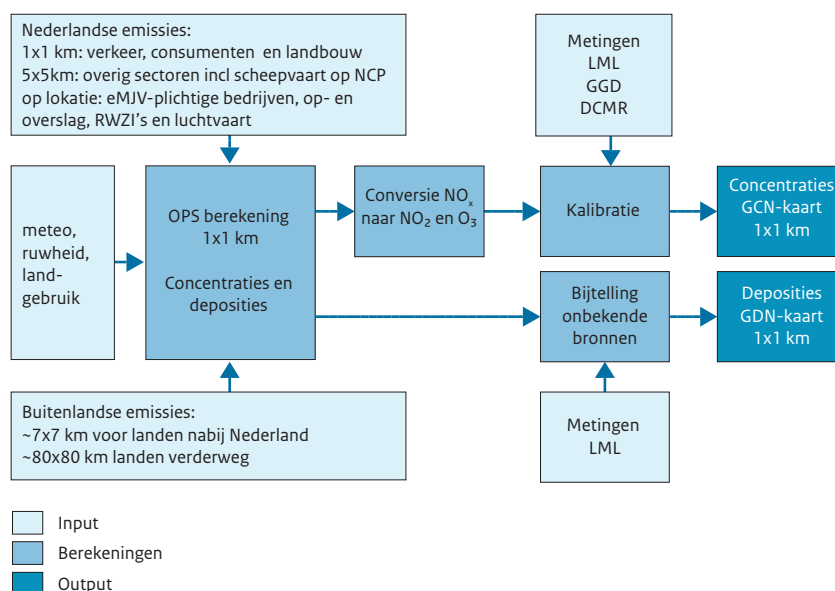 Nederlandse emissies:
1x1 km: verkeer, consumenten en landbouw
5x5km: overig sectoren incl scheepvaart op NCP
op lokatie: eMJV-plichtige bedrijven, op- en
overslag, RWZI's en luchtvaart
Metingen
LML
GGD
DCMR
meteo,
ruwheid,
land-
gebruik
OPS berekening
1x1 km
Concentraties en
deposities
Conversie NOₓ
naar NO₂ en O₃
Kalibratie
Concentraties
GCN-kaart
1x1 km
Bijtelling
onbekende
bronnen
Deposities
GDN-kaart
1x1 km
Buitenlandse emissies:
~7x7 km voor landen nabij Nederland
~80x80 km landen verderweg
Metingen
LML
Input
Berekeningen
Output